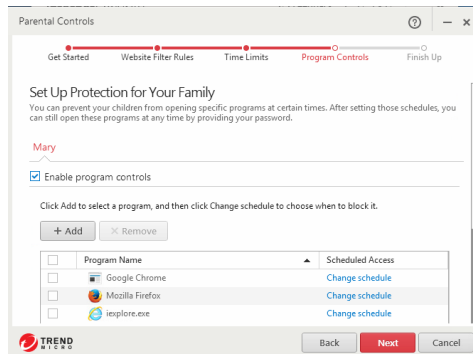 Parental Controls
Get Started Website Filter Rules Time Limits Program Controls Finish Up
Set Up Protection for Your Family
You can prevent your children from opening specific programs at certain times. After setting those schedules, you
can still open these programs at any time by providing your password.
Mary
Enable program controls
Click Add to select a program, and then click Change schedule to choose when to block it.
+ Add × Remove
Program Name Scheduled Access
Google Chrome Change schedule
Mozilla Firefox Change schedule
iexplore.exe Change schedule
TREND
MICRO
Back Next Cancel